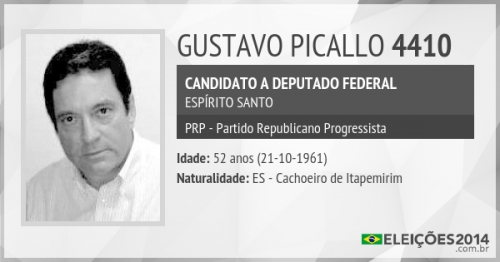 GUSTAVO PICALLO 4410
CANDIDATO A DEPUTADO FEDERAL
ESPÍRITO SANTO
PRP - Partido Republicano Progressista
Idade: 52 anos (21-10-1961)
Naturalidade: ES - Cachoeiro de Itapemirim
ELEIÇÕES2014
.com.br